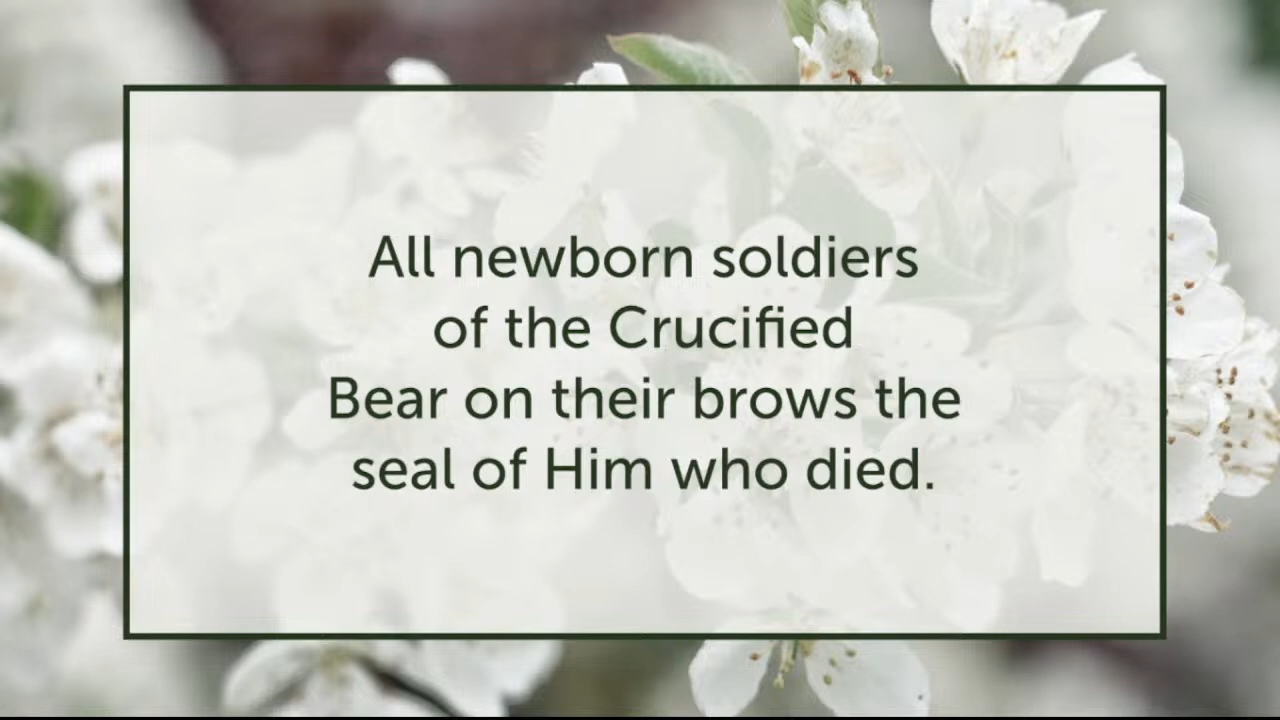 All newborn soldiers
of the Crucified
Bear on their brows the
seal of Him who died.